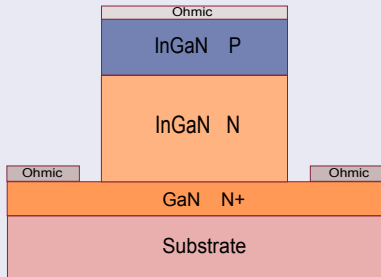 Ohmic
InGaN P
InGaN N
Ohmic Ohmic
GaN N+
Substrate